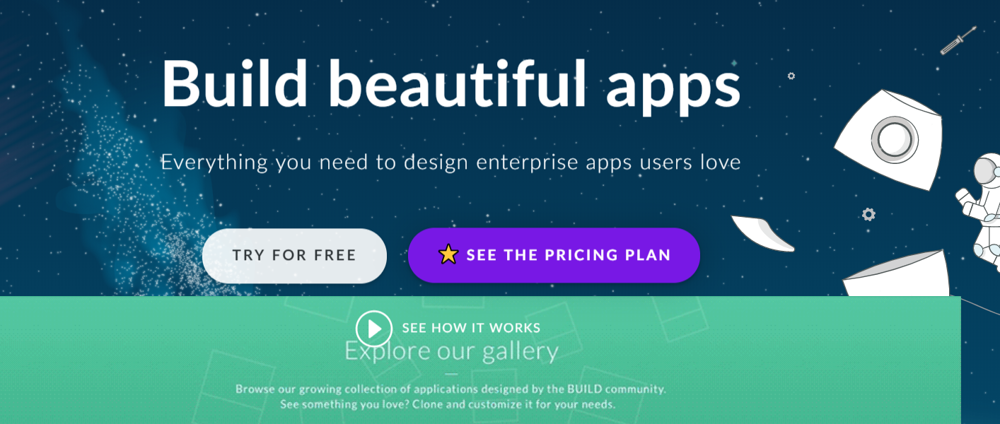 Build beautiful apps
Everything you need to design enterprise apps users love
TRY FOR FREE
SEE THE PRICING PLAN
SEE HOW IT WORKS
Explore our gallery
Browse our growing collection of applications designed by the BUILD community.
See something you love? Clone and customize it for your needs.